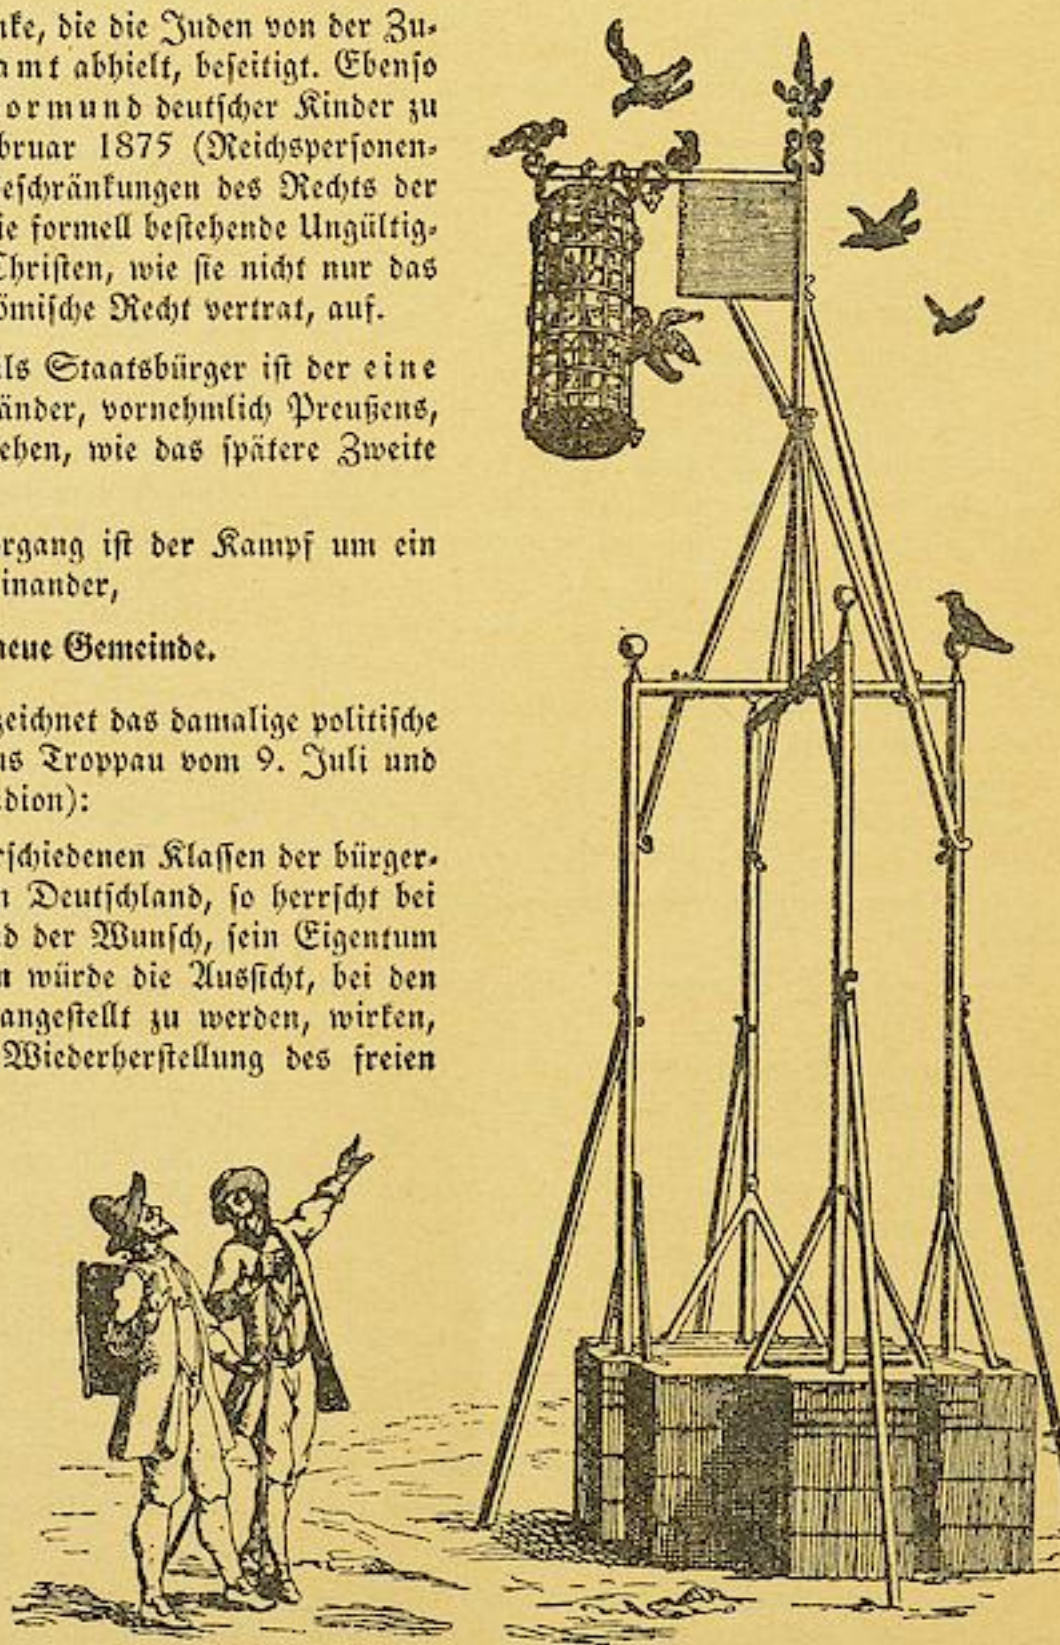 nke, die die Juden von der Zu-
amt abhielt, beseitigt. Ebenso
ormund deutscher Kinder zu
bruar 1875 (Reichspersonen-
eschränkungen des Rechts der
ie formell bestehende Ungültig-
Christen, wie sie nicht nur das
ömische Recht vertrat, auf.
als Staatsbürger ist der eine
änder, vornehmlich Preußens,
ehen, wie das spätere Zweite
rgang ist der Kampf um ein
inander,
neue Gemeinde.
zeichnet das damalige politische
us Troppau vom 9. Juli und
dion):
rschiedenen Klassen der bürger-
n Deutschland, so herrscht bei
d der Wunsch, sein Eigentum
n würde die Aussicht, bei den
angestellt zu werden, wirken,
Wiederherstellung des freien